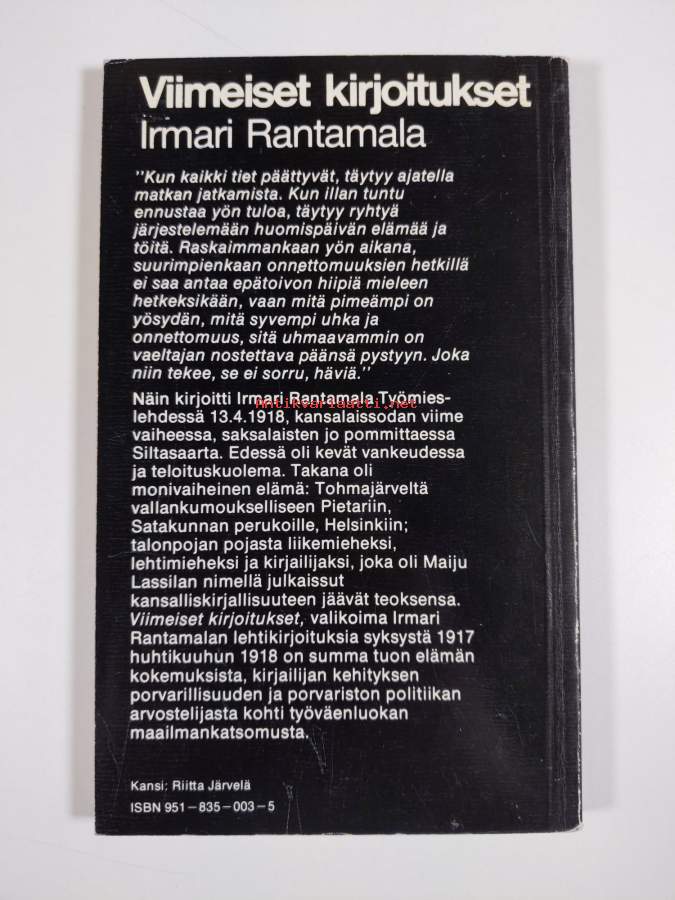 Viimeiset kirjoitukset
Irmari Rantamala
"Kun kaikki tiet päättyvät, täytyy ajatella
matkan jatkamista. Kun illan tuntu
ennustaa yön tuloa, täytyy ryhtyä
järjestelemään huomispäivän elämää ja
töitä. Raskaimmankaan yön aikana,
suurimpienkaan onnettomuuksien hetkillä
ei saa antaa epätoivon hiipiä mieleen
hetkeksikään, vaan mitä pimeämpi on
yösydän, mitä syvempi uhka ja
onnettomuus, sitä uhmaavammin on
vaeltajan nostettava päänsä pystyyn. Joka
niin tekee, se ei sorru, häviä."
Näin kirjoitti Irmari Rantamala Työmies-
Antikvariaatti.net
lehdessä 13.4.1918, kansalaissodan viime
vaiheessa, saksalaisten jo pommittaessa
Siltasaarta. Edessä oli kevät vankeudessa
ja teloituskuolema. Takana oli
monivaiheinen elämä: Tohmajärveltä
vallankumoukselliseen Pietariin,
Satakunnan perukoille, Helsinkiin;
talonpojan pojasta liikemieheksi,
lehtimieheksi ja kirjailijaksi, joka oli Maiju
Lassilan nimellä julkaissut
kansalliskirjallisuuteen jäävät teoksensa.
Viimeiset kirjoitukset, valikoima Irmari
Rantamalan lehtikirjoituksia syksystä 1917
huhtikuuhun 1918 on summa tuon elämän
kokemuksista, kirjailijan kehityksen
porvarillisuuden ja porvariston politiikan
arvostelijasta kohti työväenluokan
maailmankatsomusta.
Kansi: Riitta Järvelä
ISBN 951–835–003–5